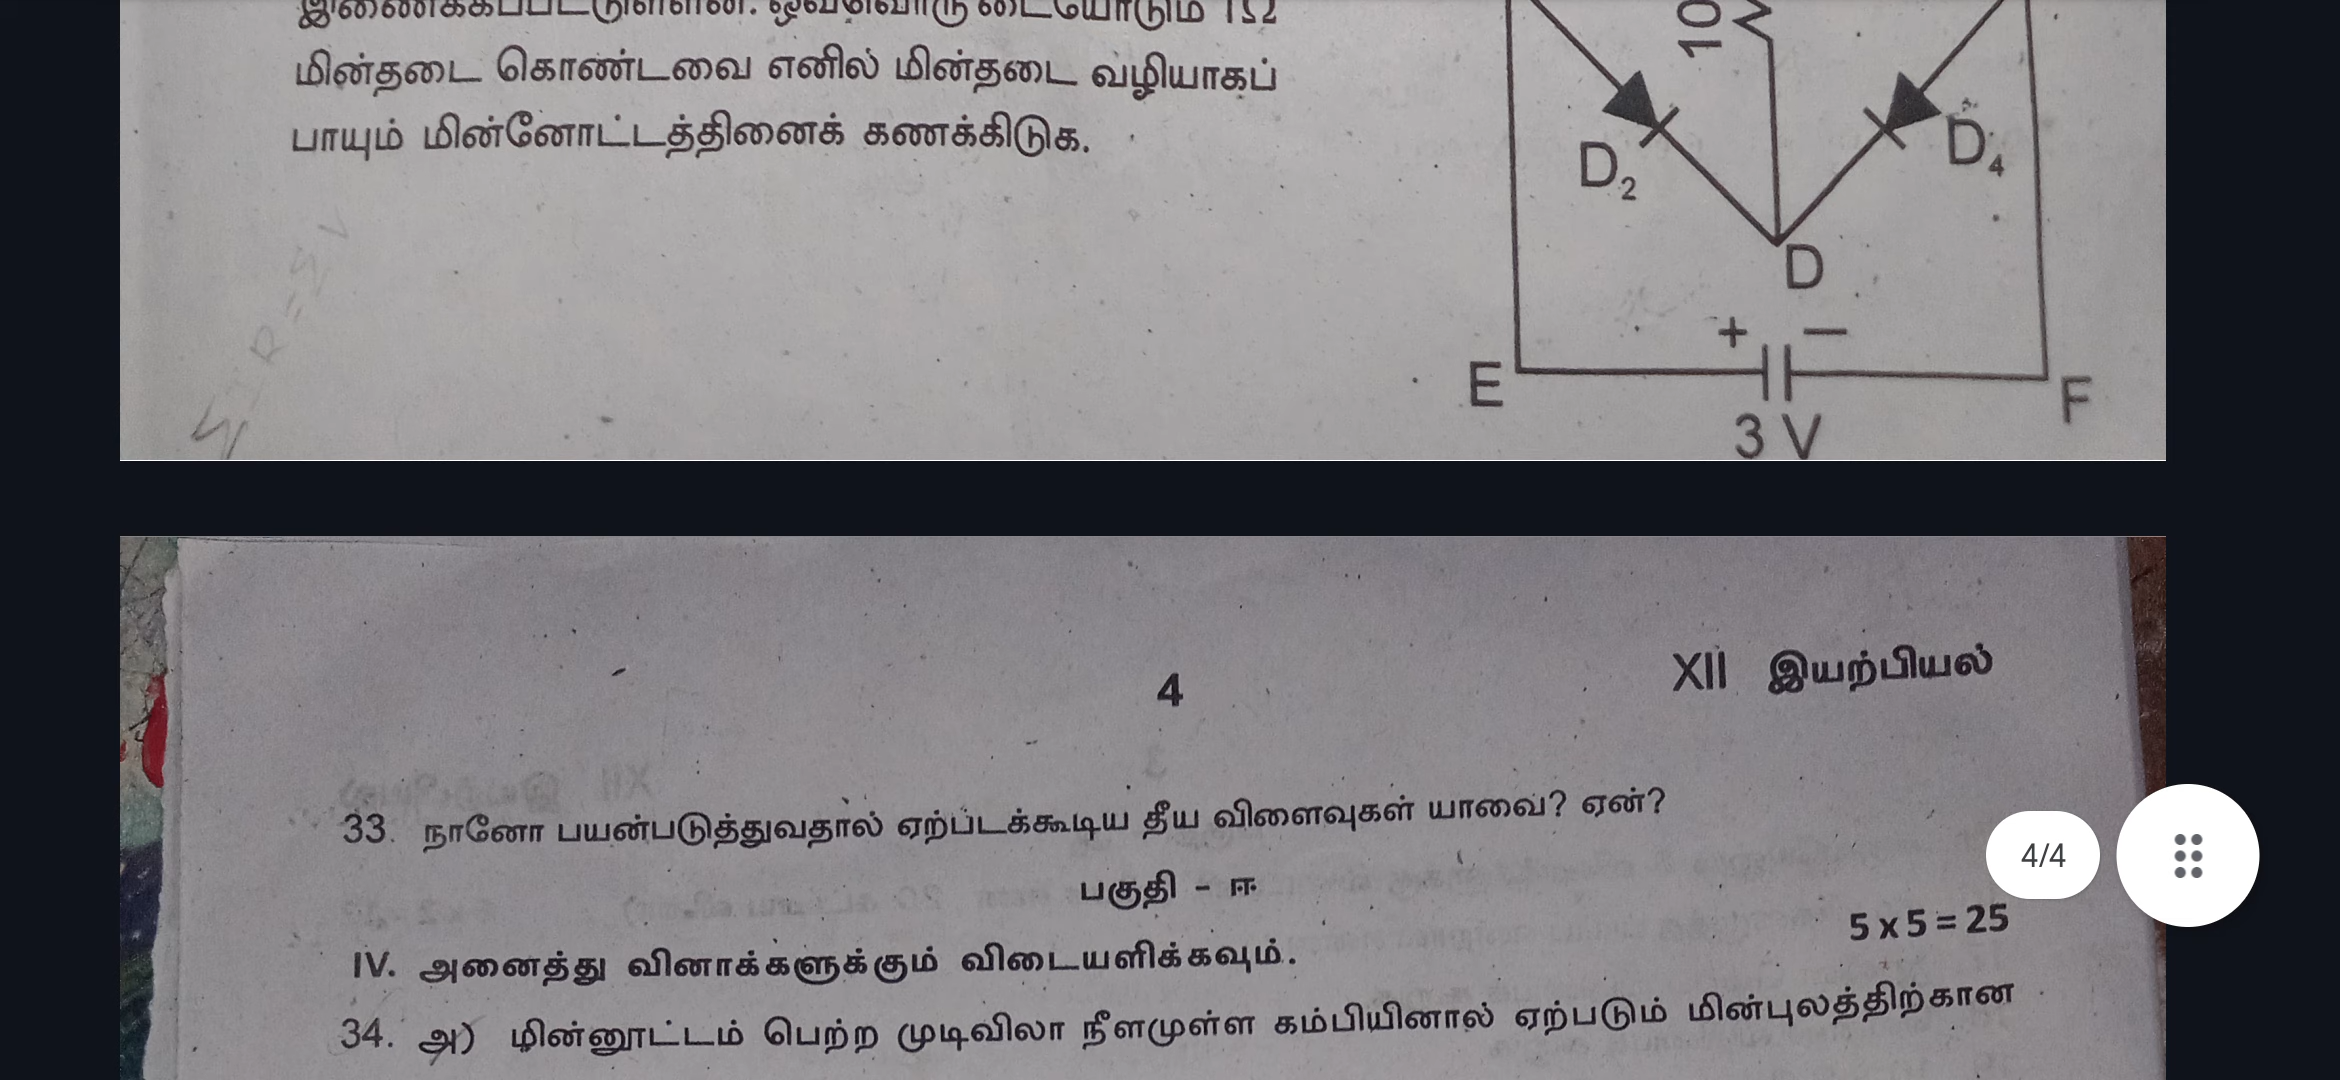 மின்தடை கொண்டவை எனில் மின்தடை வழியாகப்
பாயும் மின்னோட்டத்தினைக் கணக்கிடுக.
10
D2
D4
D
+ −
E
F
3 V
4
XII இயற்பியல்
33. நானோ பயன்படுத்துவதால் ஏற்படக்கூடிய தீய விளைவுகள் யாவை? ஏன்?
பகுதி - ஈ
5 x 5 = 25
IV. அனைத்து வினாக்களுக்கும் விடையளிக்கவும்.
34. அ) மின்னூட்டம் பெற்ற முடிவிலா நீளமுள்ள கம்பியினால் ஏற்படும் மின்புலத்திற்கான
4/4